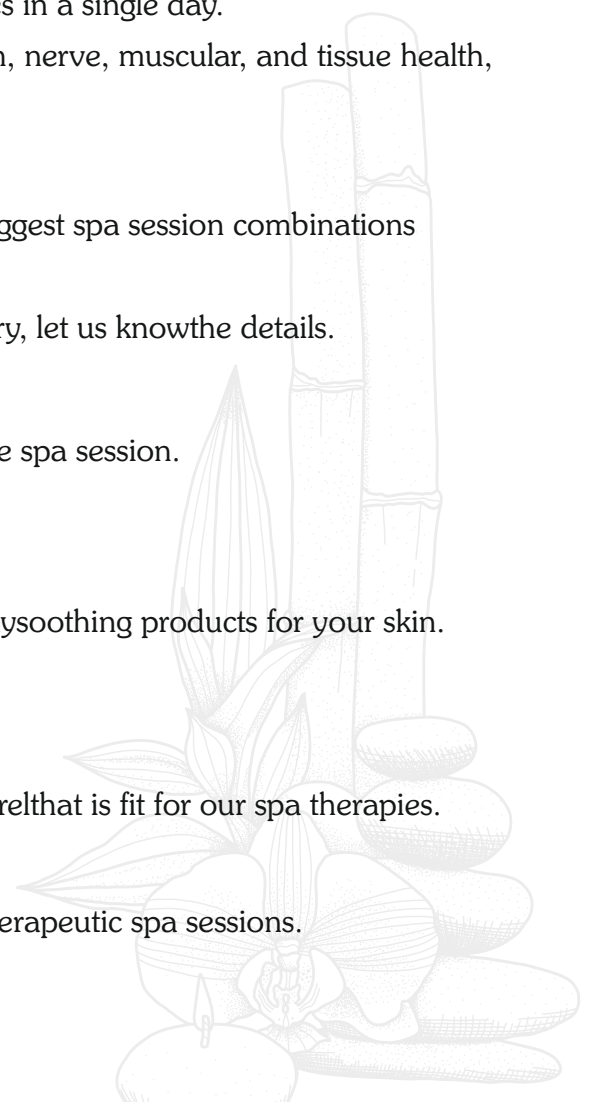 s in a single day.
, nerve, muscular, and tissue health,
ggest spa session combinations
ry, let us knowthe details.
e spa session.
ysoothing products for your skin.
relthat is fit for our spa therapies.
erapeutic spa sessions.